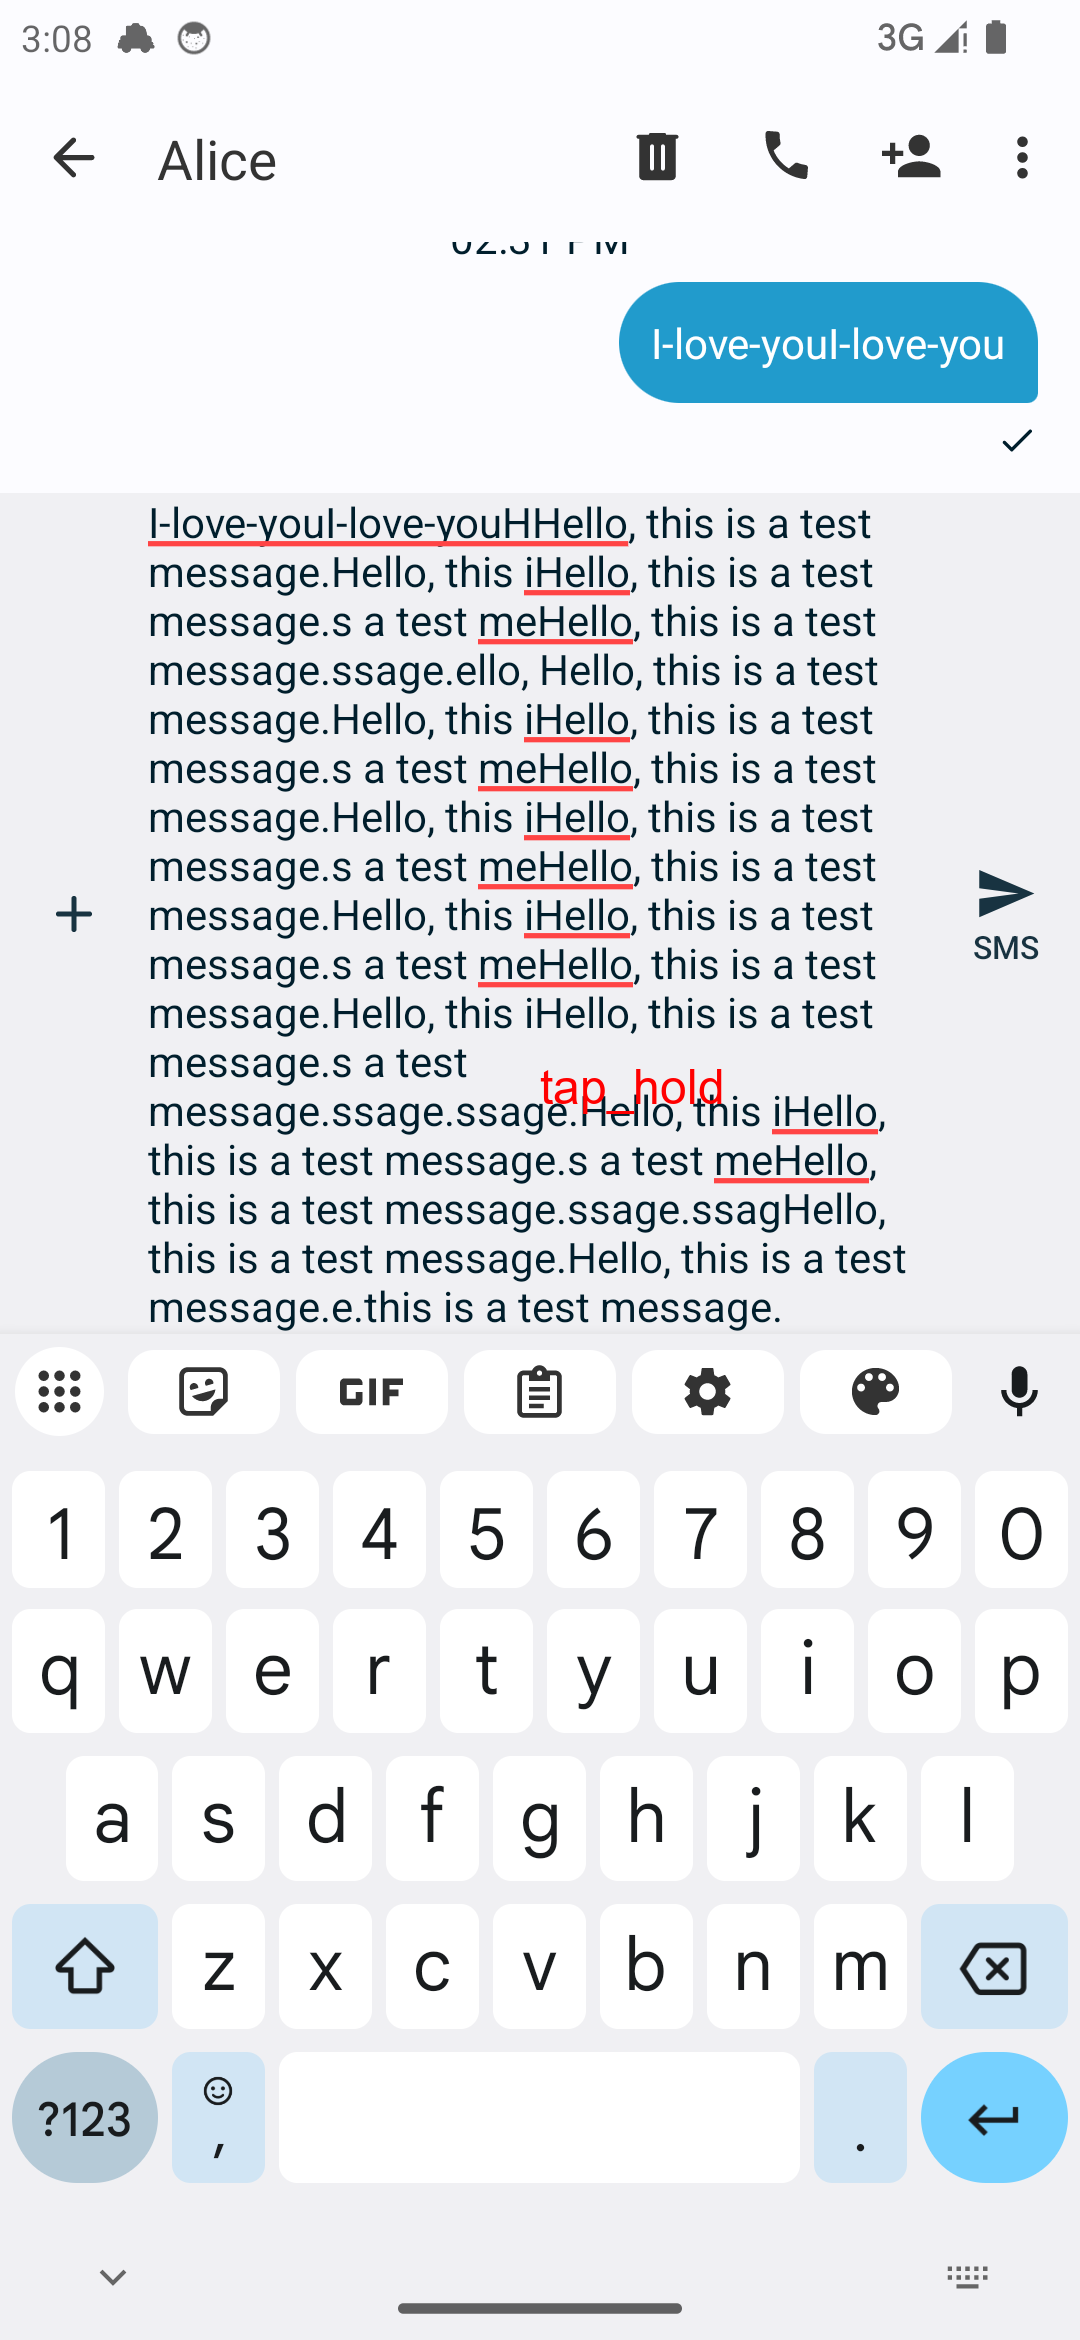 3:08
3G
Alice
02:51 PM
I-love-youI-love-you
I-love-youI-love-youHHello, this is a test
message.Hello, this iHello, this is a test
message.s a test meHello, this is a test
message.ssage.ello, Hello, this is a test
message.Hello, this iHello, this is a test
message.s a test meHello, this is a test
message.Hello, this iHello, this is a test
message.s a test meHello, this is a test
message.Hello, this iHello, this is a test
message.s a test meHello, this is a test
message.Hello, this iHello, this is a test
message.s a test
tap_hold
message.ssage.ssage.Hello, this iHello,
this is a test message.s a test meHello,
this is a test message.ssage.ssagHello,
this is a test message.Hello, this is a test
message.e.this is a test message.
SMS
GIF
1 2 3 4 5 6 7 8 9 0
q w e r t y u i o p
a s d f g h j k l
z x c v b n m
?123 , .